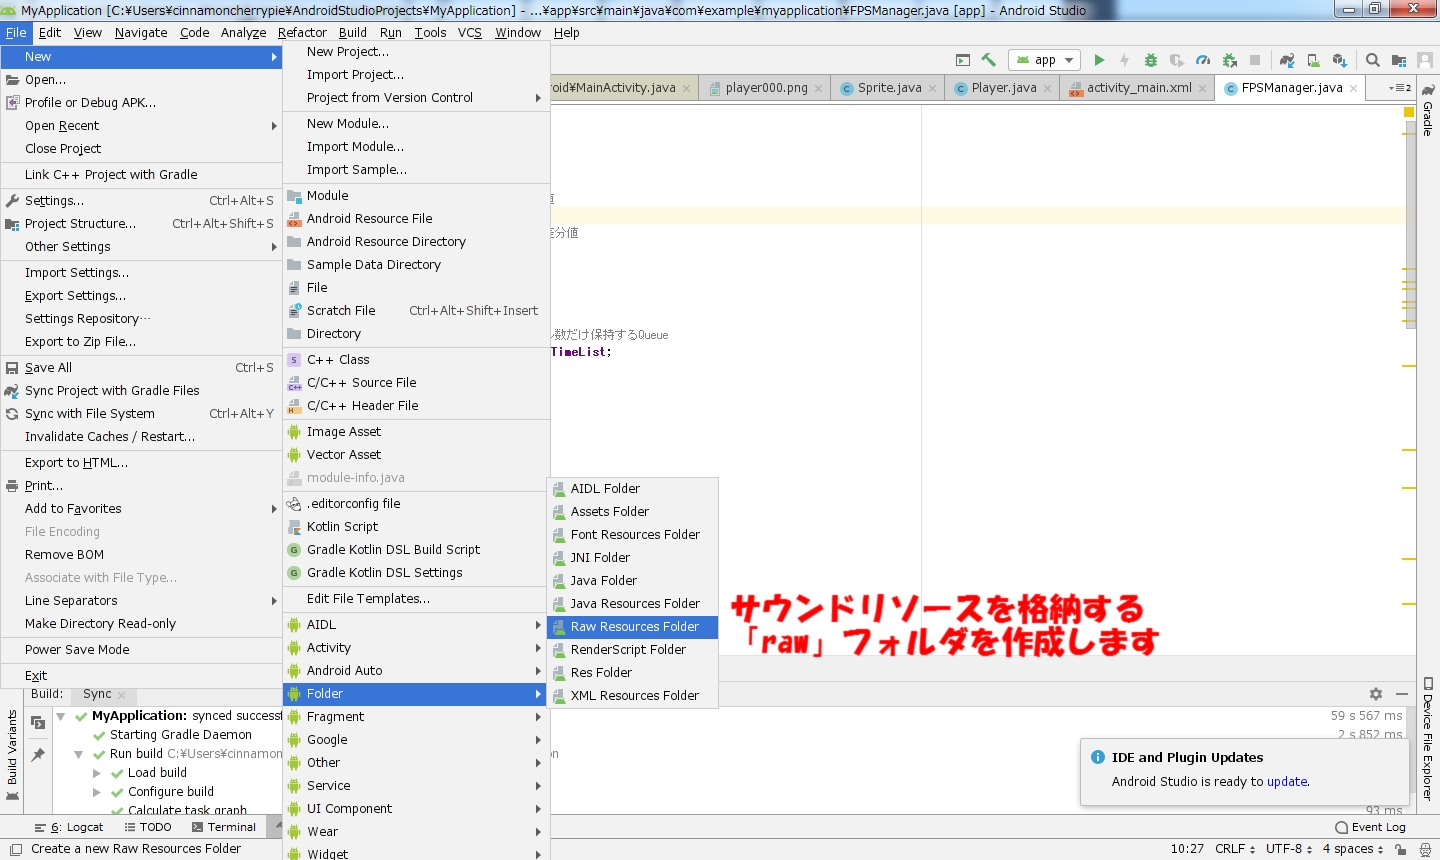 MyApplication [C:¥Users¥cinnamoncherrypie¥AndroidStudioProjects¥MyApplication] - ...¥app¥src¥main¥java¥com¥example¥myapplication¥FPSManager.java [app] - Android Studio
File Edit View Navigate Code Analyze Refactor Build Run Tools VCS Window Help
app
MainActivity.java player000.png Sprite.java Player.java activity_main.xml FPSManager.java
New
Open...
Profile or Debug APK...
Open Recent
Close Project
Link C++ Project with Gradle
Settings... Ctrl+Alt+S
Project Structure... Ctrl+Alt+Shift+S
Other Settings
Import Settings...
Export Settings...
Settings Repository...
Export to Zip File...
Save All Ctrl+S
Sync Project with Gradle Files
Sync with File System Ctrl+Alt+Y
Invalidate Caches / Restart...
Export to HTML...
Print...
Add to Favorites
File Encoding
Remove BOM
Associate with File Type...
Line Separators
Make Directory Read-only
Power Save Mode
Exit
New Project...
Import Project...
Project from Version Control
New Module...
Import Module...
Import Sample...
Module
Android Resource File
Android Resource Directory
Sample Data Directory
File
Scratch File Ctrl+Alt+Shift+Insert
Directory
C++ Class
C/C++ Source File
C/C++ Header File
Image Asset
Vector Asset
module-info.java
.editorconfig file
Kotlin Script
Gradle Kotlin DSL Build Script
Gradle Kotlin DSL Settings
Edit File Templates...
AIDL
Activity
Android Auto
Folder
Fragment
Google
Other
Service
UI Component
Wear
Widget
AIDL Folder
Assets Folder
Font Resources Folder
JNI Folder
Java Folder
Java Resources Folder
Raw Resources Folder
RenderScript Folder
Res Folder
XML Resources Folder
分値
数だけ保持するQueue
TimeList;
サウンドリソースを格納する
「raw」フォルダを作成します
Gradle
Device File Explorer
Build Variants
Build: Sync
MyApplication: synced success 59 s 567 ms
Starting Gradle Daemon 2 s 852 ms
Run build C:¥Users¥cinnamon
Load build
Configure build
Calculate task graph 93 ms
IDE and Plugin Updates
Android Studio is ready to update.
6: Logcat TODO Terminal Event Log
Create a new Raw Resources Folder 10:27 CRLF UTF-8 4 spaces